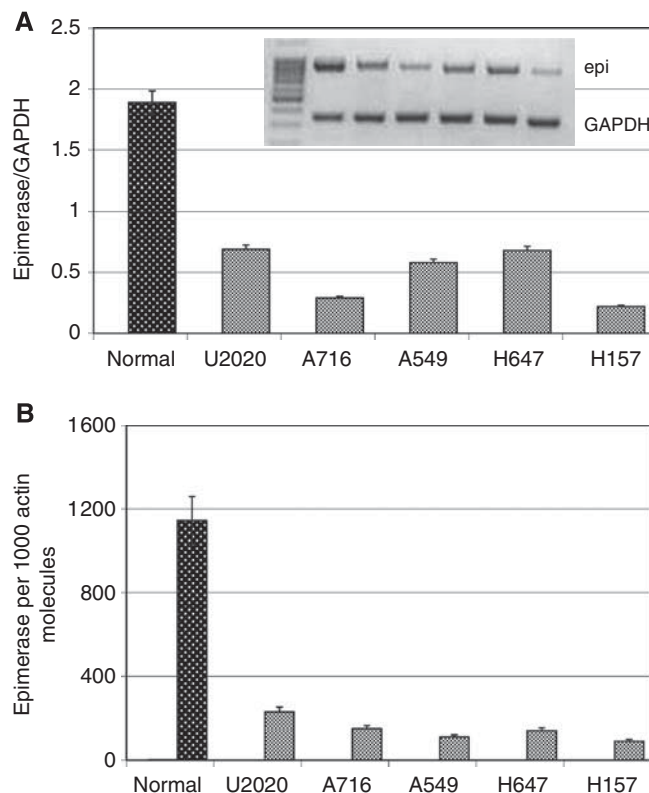 A
2.5
2
1.5
1
0.5
0
Epimerase/GAPDH
epi
GAPDH
Normal U2020 A716 A549 H647 H157
B
1600
1200
800
400
0
Epimerase per 1000 actin
molecules
Normal U2020 A716 A549 H647 H157